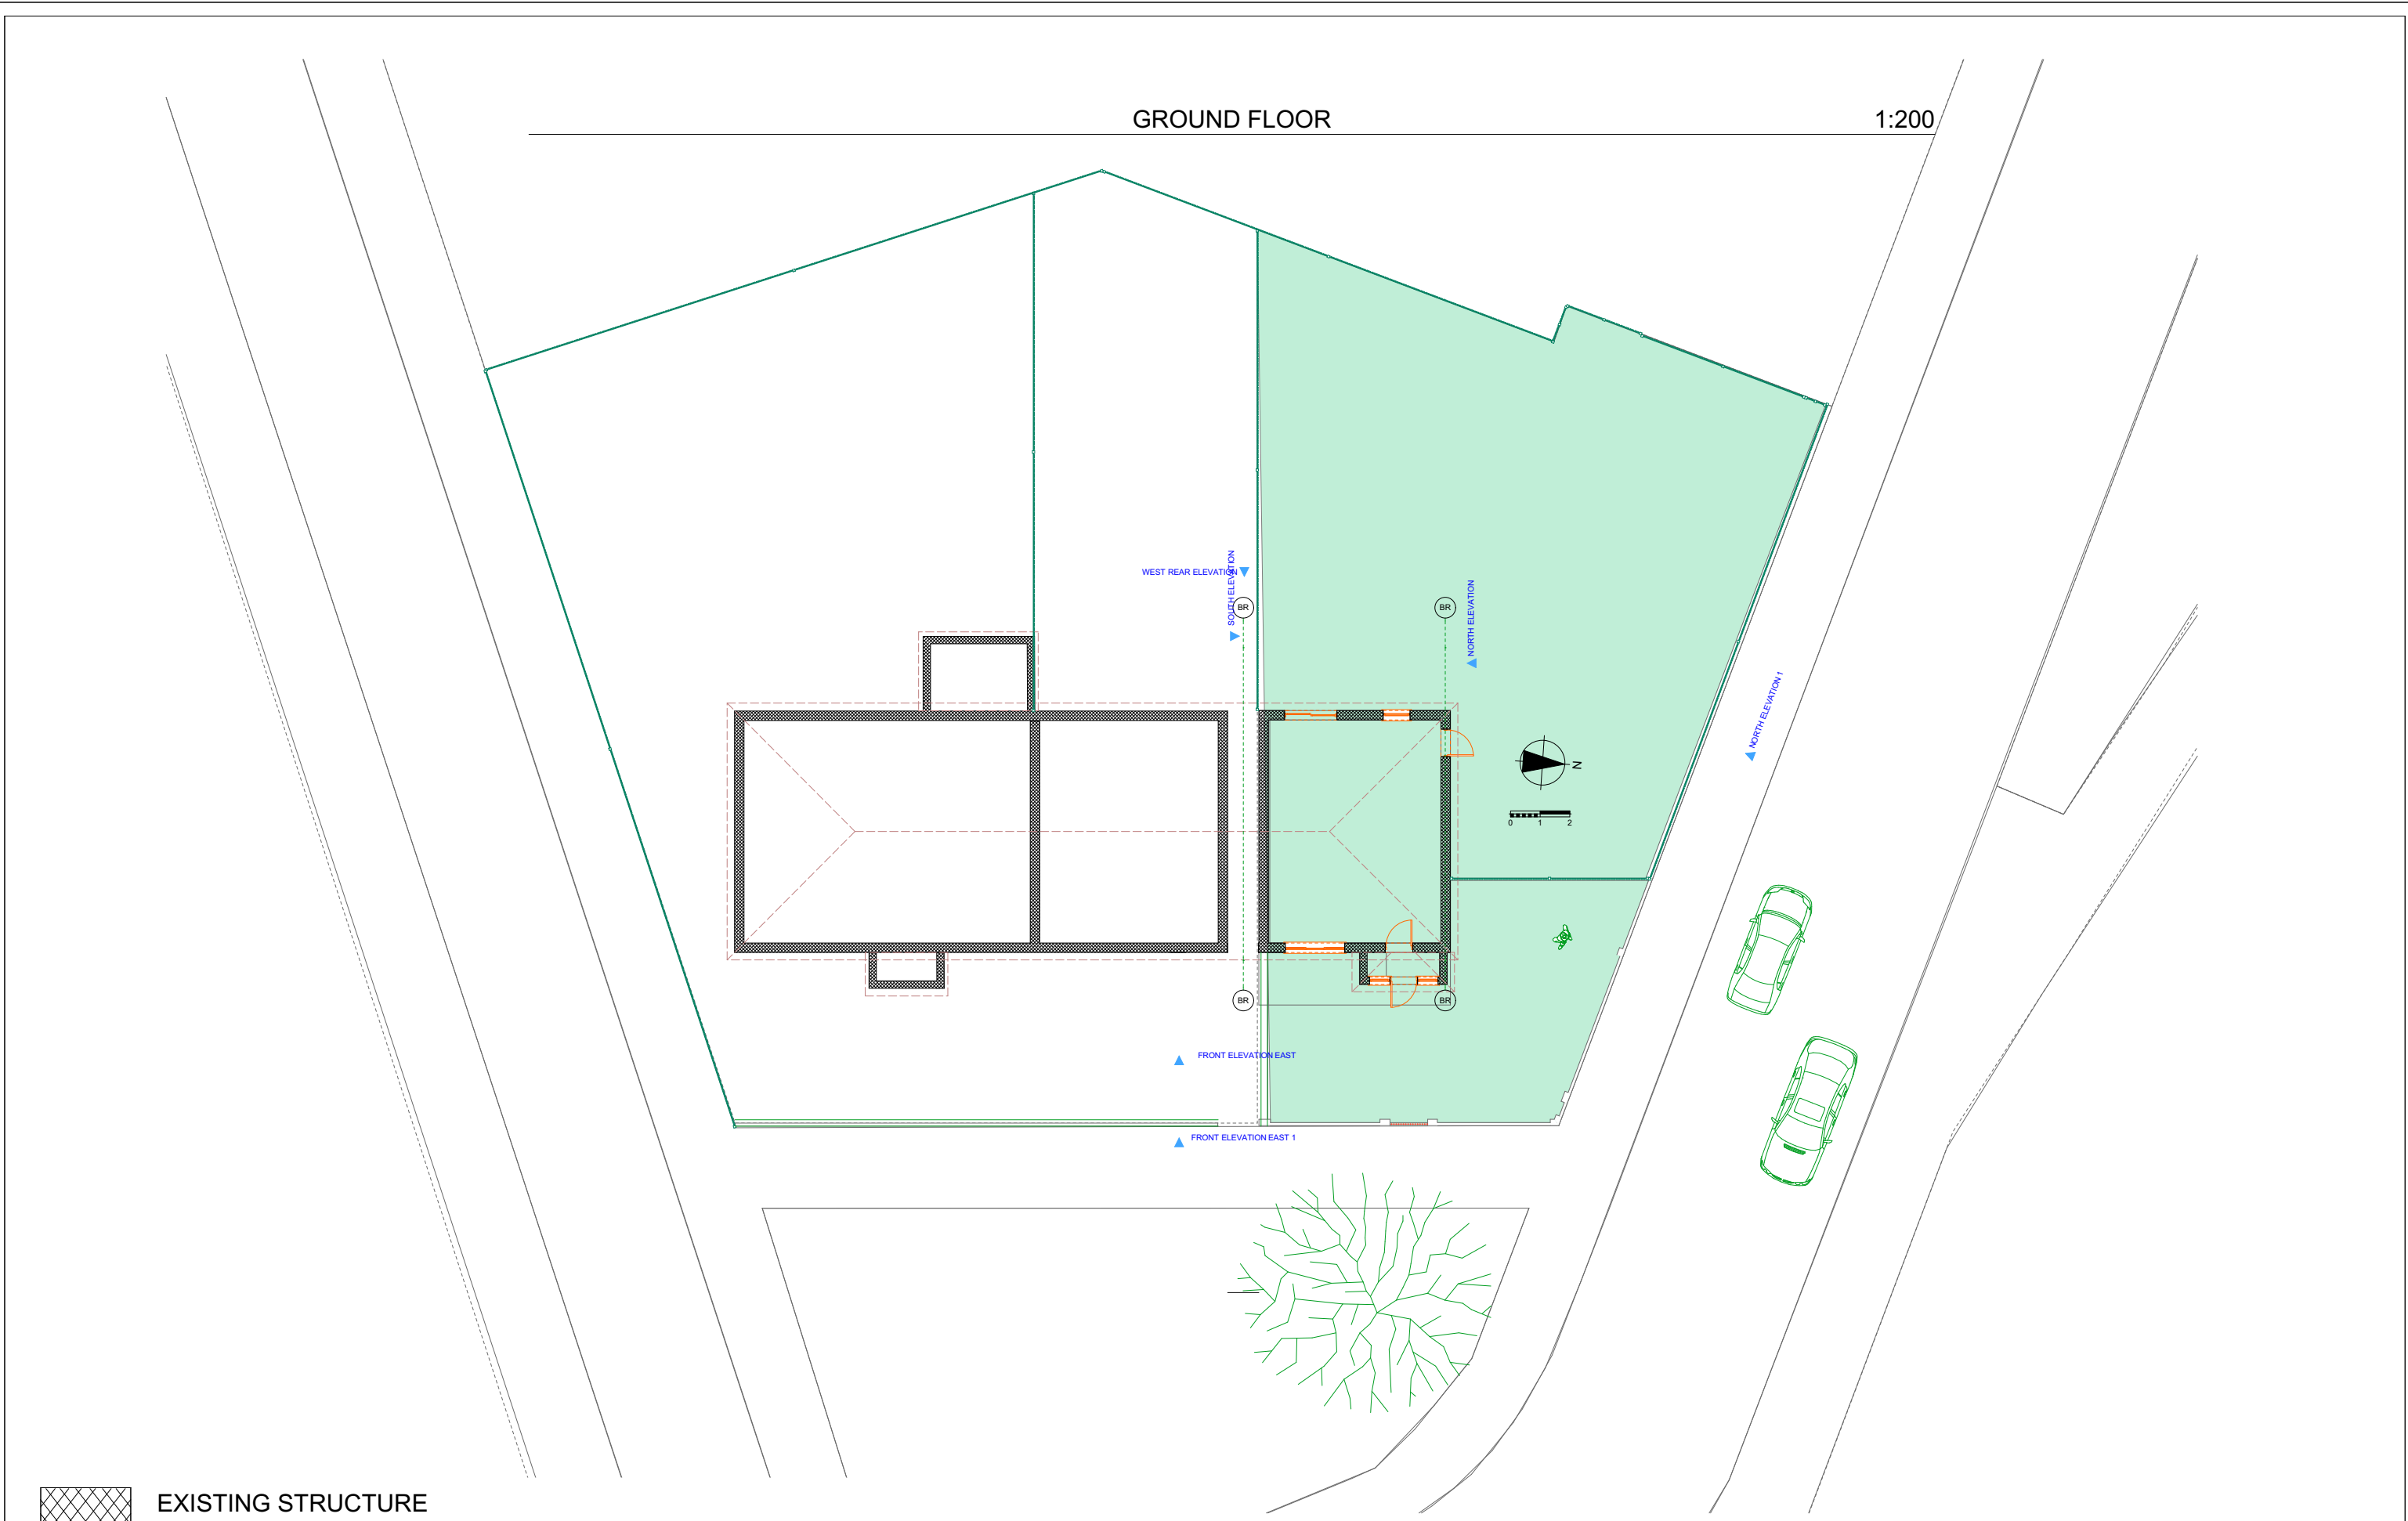 GROUND FLOOR 1:200
WEST REAR ELEVATION
SOUTH ELEVATION
BR
BR
NORTH ELEVATION
NORTH ELEVATION 1
N
0 1 2
BR
BR
FRONT ELEVATION EAST
FRONT ELEVATION EAST 1
EXISTING STRUCTURE